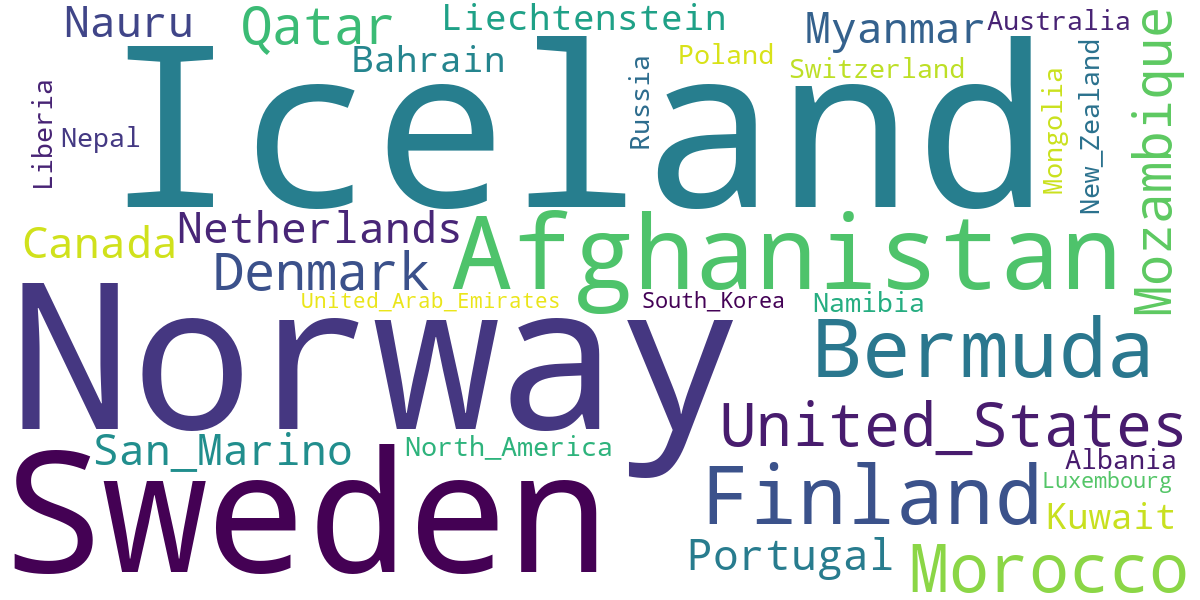 Nauru
Qatar
Liechtenstein
Myanmar
Australia
Mozambique
Iceland
Bahrain
Poland
Switzerland
Russia
Mongolia
New_Zealand
Liberia
Nepal
Canada
Netherlands
Afghanistan
Denmark
United_Arab_Emirates
South_Korea
Namibia
Norway
Bermuda
United_States
San_Marino
North_America
Albania
Sweden
Finland
Luxembourg
Kuwait
Portugal
Morocco